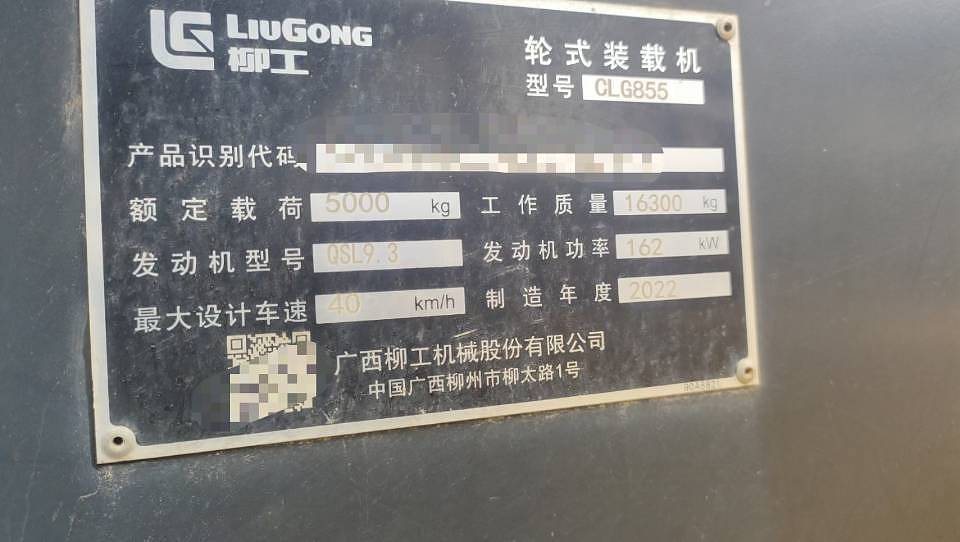 LIUGONG
柳工
轮式装载机
型号 CLG855
产品识别代码
额定载荷 5000 kg 工作质量 16300 kg
发动机型号 QSL9.3 发动机功率 162 kW
最大设计车速 40 km/h 制造年度 2022
广西柳工机械股份有限公司
中国广西柳州市柳太路1号